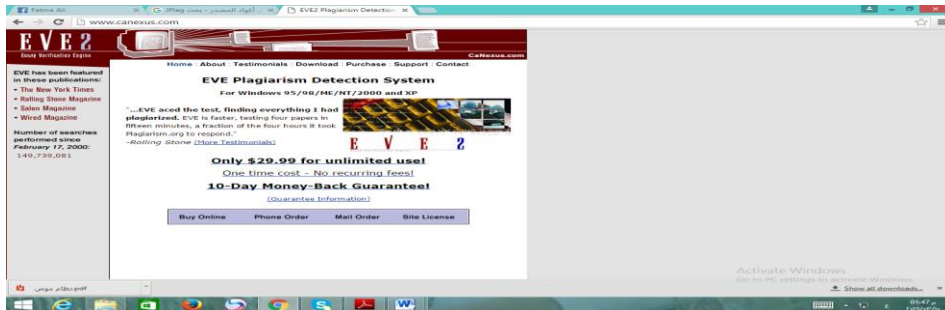 Fatma Ali
EVE2 Plagiarism Detection
www.canexus.com
EVE2
Essay Verification Engine
CaNexus.com
Home : About : Testimonials : Download : Purchase : Support : Contact
EVE has been featured
in these publications:
- The New York Times
- Rolling Stone Magazine
- Salon Magazine
- Wired Magazine
Number of searches
performed since
February 17, 2000:
149,739,081
EVE Plagiarism Detection System
For Windows 95/98/ME/NT/2000 and XP
"...EVE aced the test, finding everything I had
plagiarized. EVE is faster, testing four papers in
fifteen minutes, a fraction of the four hours it took
Plagiarism.org to respond."
-Rolling Stone (More Testimonials)
E V E 2
Only $29.99 for unlimited use!
One time cost - No recurring fees!
10-Day Money-Back Guarantee!
(Guarantee Information)
Buy Online Phone Order Mail Order Site License
Activate Windows
Go to PC settings to activate Windows.
Show all downloads...